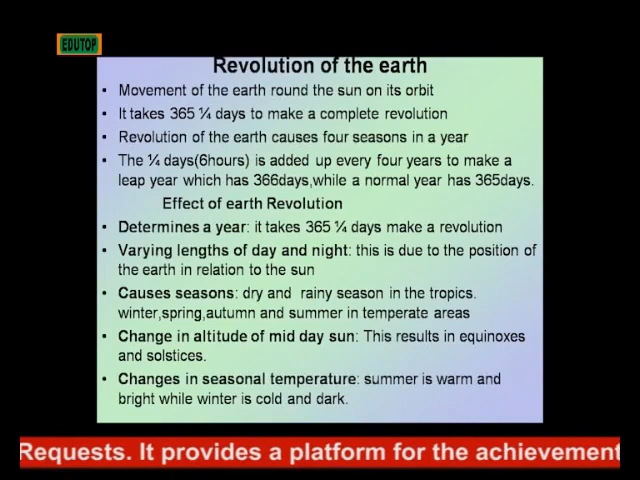 EDUTOP
Revolution of the earth
• Movement of the earth round the sun on its orbit
• It takes 365 ¼ days to make a complete revolution
• Revolution of the earth causes four seasons in a year
• The ¼ days(6hours) is added up every four years to make a
leap year which has 366days,while a normal year has 365days.
Effect of earth Revolution
• Determines a year: it takes 365 ¼ days make a revolution
• Varying lengths of day and night: this is due to the position of
the earth in relation to the sun
• Causes seasons: dry and rainy season in the tropics.
winter,spring,autumn and summer in temperate areas
• Change in altitude of mid day sun: This results in equinoxes
and solstices.
• Changes in seasonal temperature: summer is warm and
bright while winter is cold and dark.
Requests. It provides a platform for the achievement